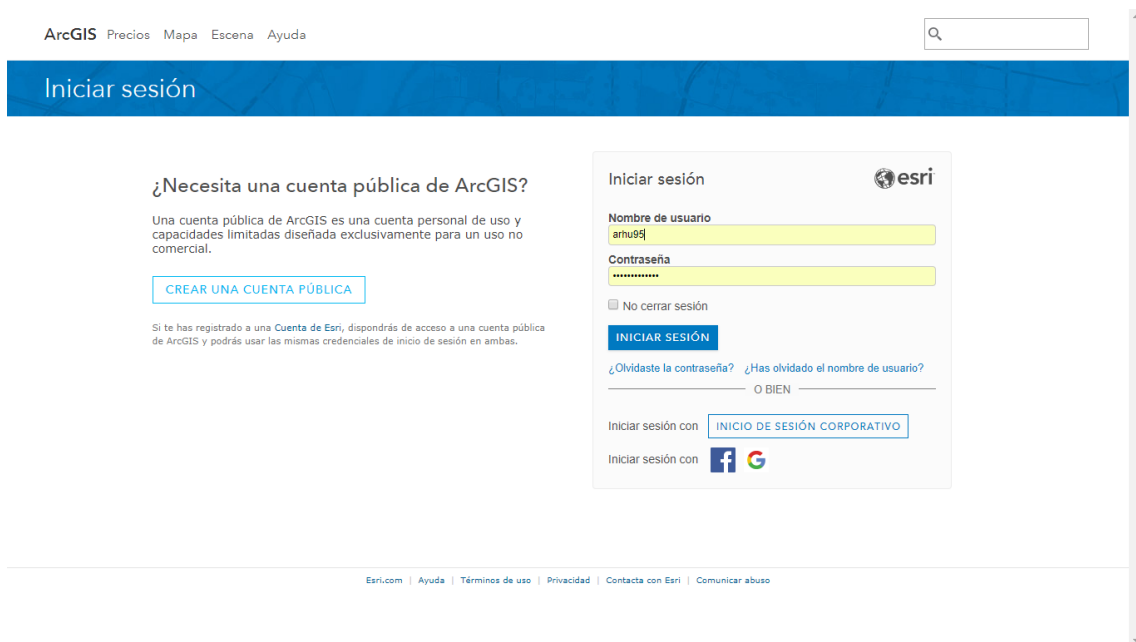 ArcGIS Precios Mapa Escena Ayuda
Iniciar sesión
¿Necesita una cuenta pública de ArcGIS?
Una cuenta pública de ArcGIS es una cuenta personal de uso y
capacidades limitadas diseñada exclusivamente para un uso no
comercial.
CREAR UNA CUENTA PÚBLICA
Si te has registrado a una Cuenta de Esri, dispondrás de acceso a una cuenta pública
de ArcGIS y podrás usar las mismas credenciales de inicio de sesión en ambas.
Iniciar sesión
esri
Nombre de usuario
arhu95
Contraseña
•••••••••••••
No cerrar sesión
INICIAR SESIÓN
¿Olvidaste la contraseña? ¿Has olvidado el nombre de usuario?
O BIEN
Iniciar sesión con INICIO DE SESIÓN CORPORATIVO
Iniciar sesión con f G
Esri.com | Ayuda | Términos de uso | Privacidad | Contacta con Esri | Comunicar abuso